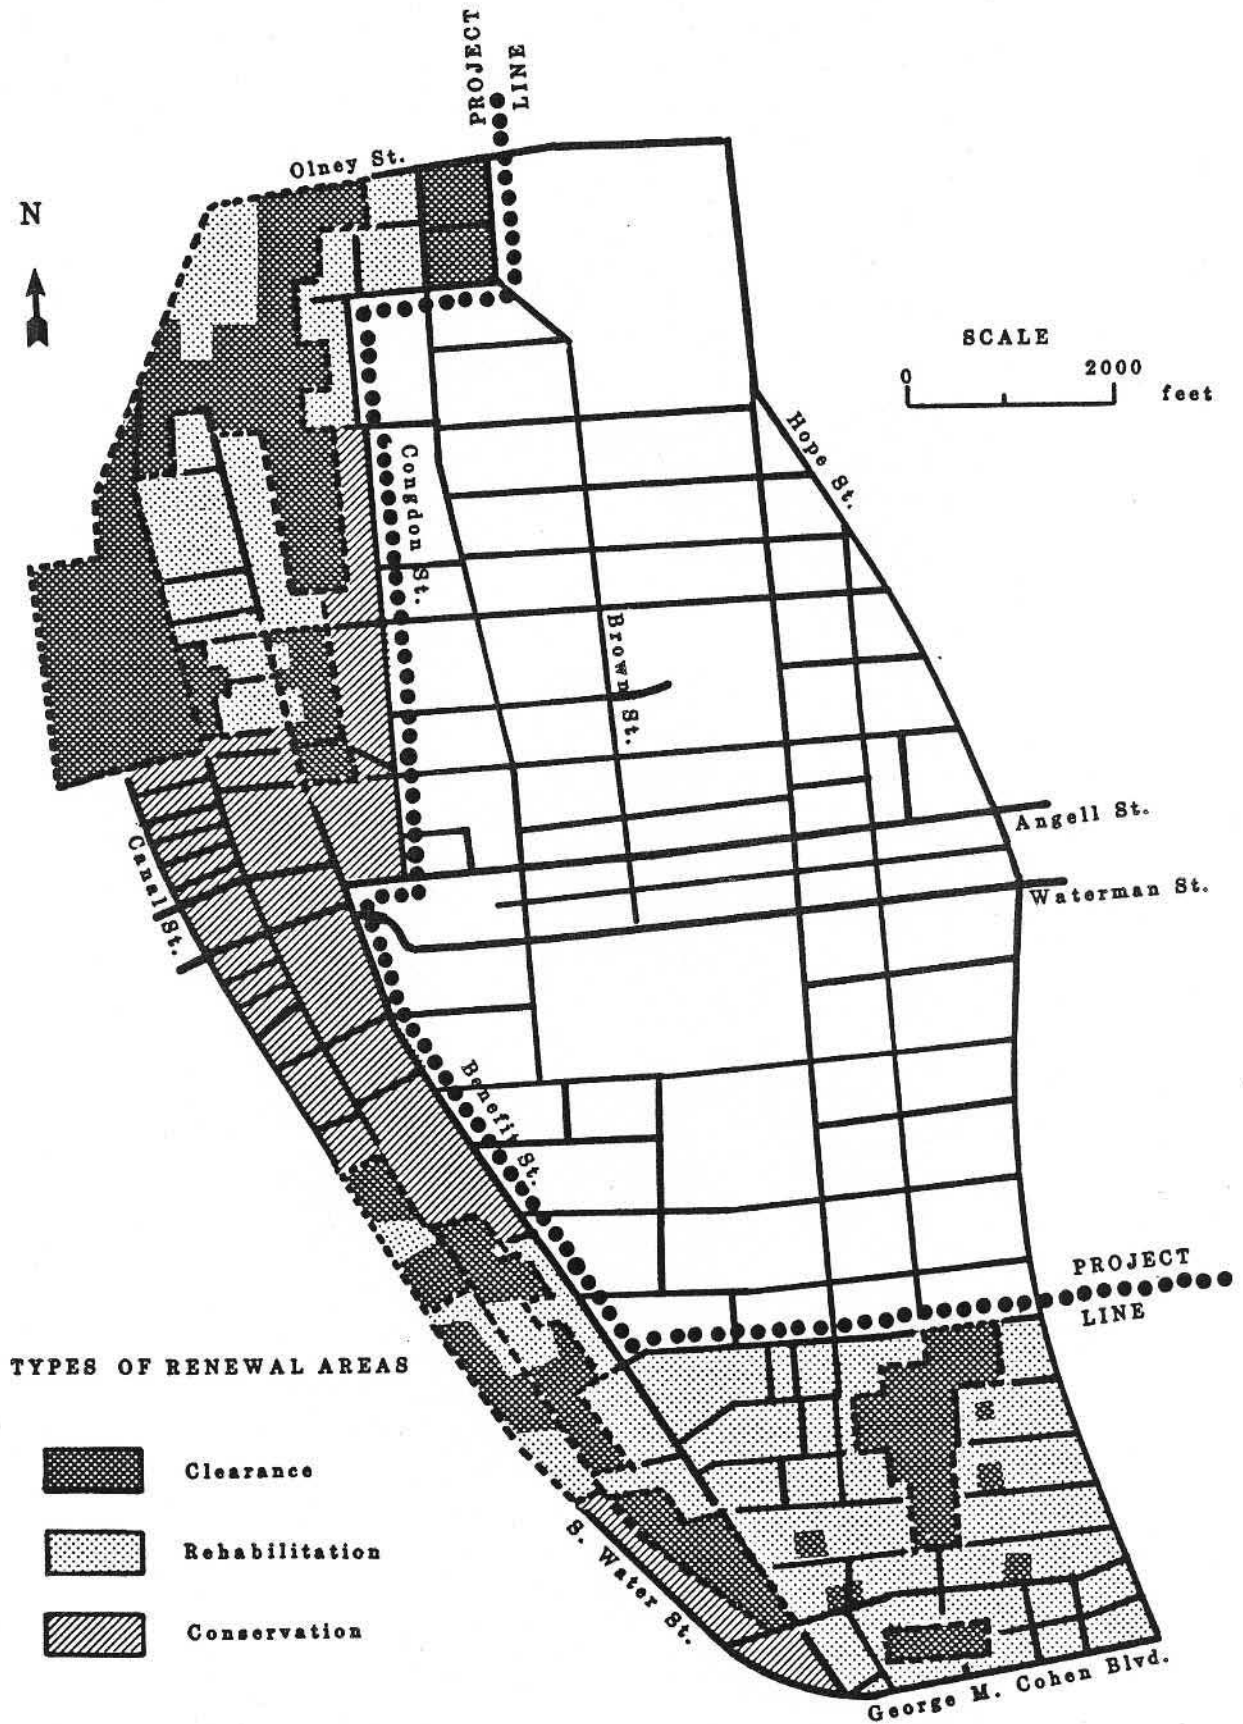 PROJECT
LINE
Olney St.
N
SCALE
0 2000
feet
Hope St.
Congdon St.
Brown St.
Angell St.
Waterman St.
Canal St.
Benefit St.
PROJECT
LINE
TYPES OF RENEWAL AREAS
Clearance
Rehabilitation
Conservation
S. Water St.
George M. Cohen Blvd.